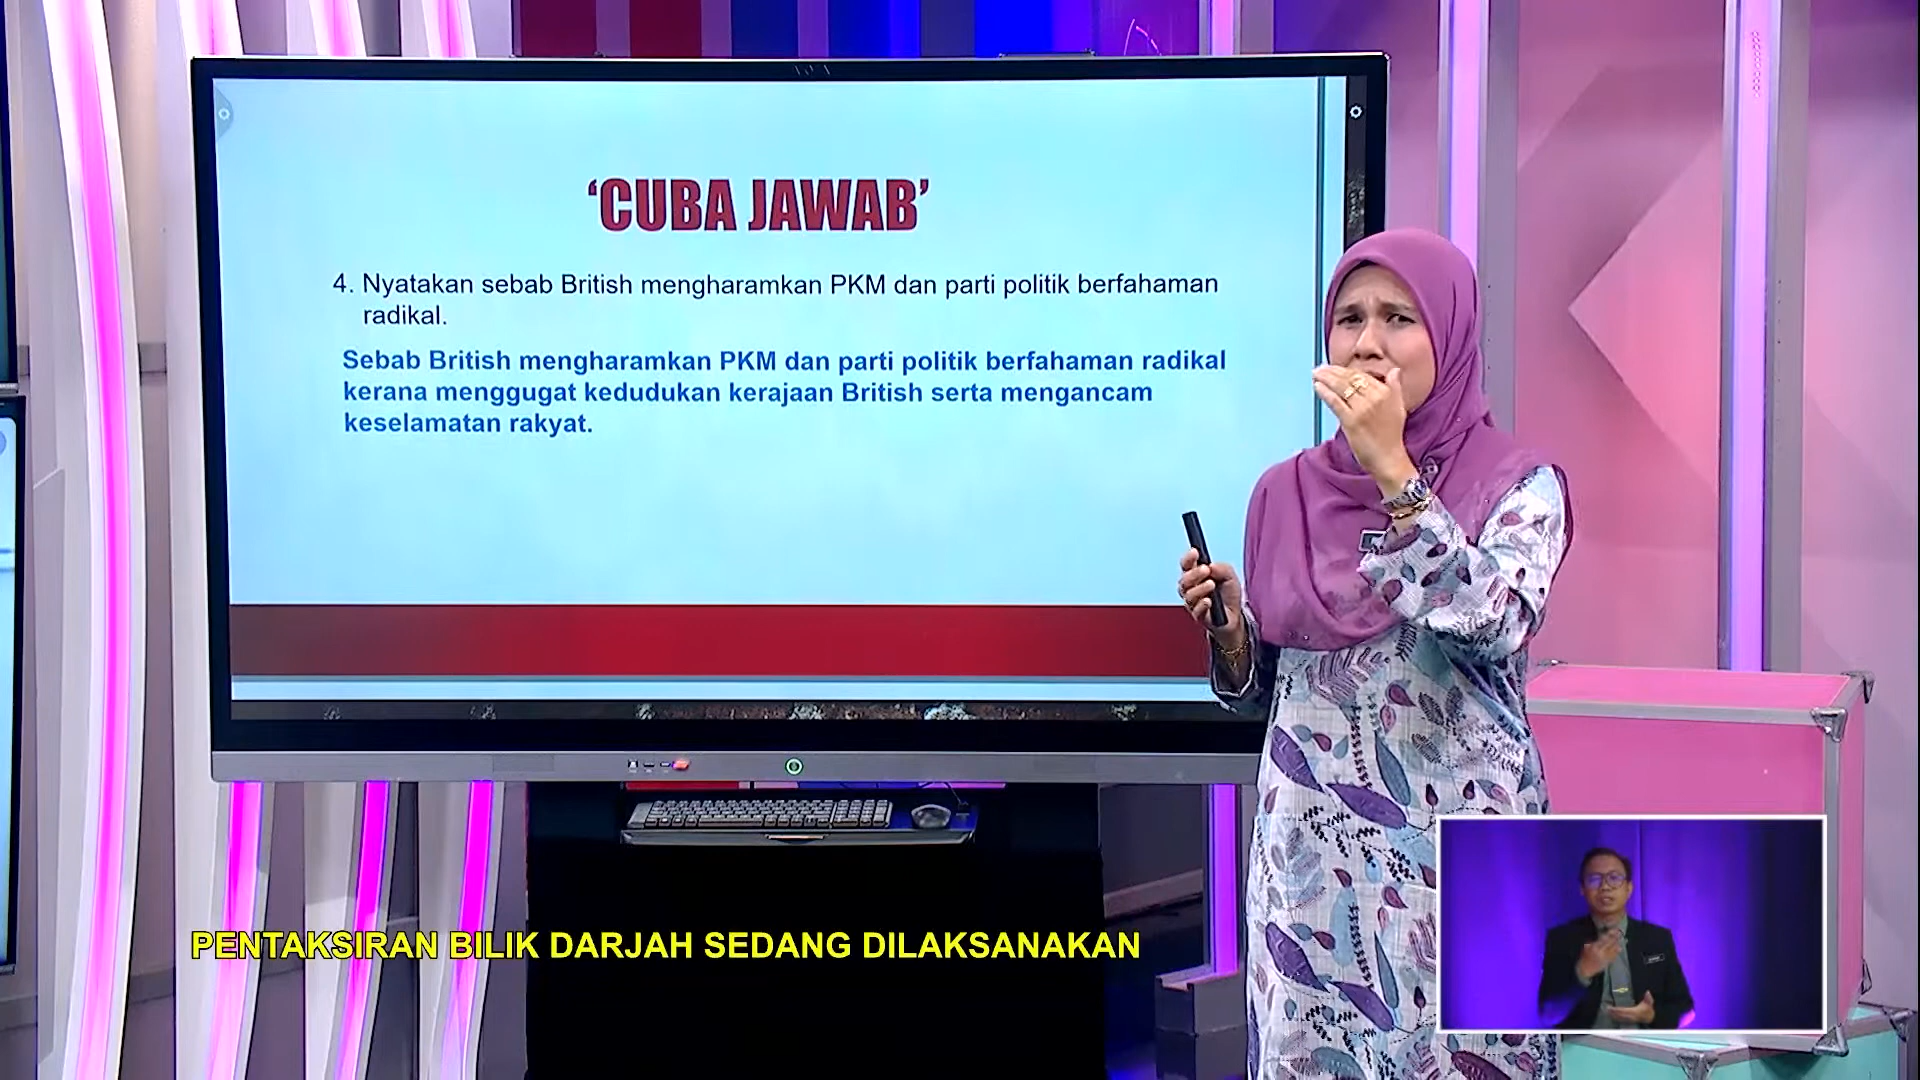 ‘CUBA JAWAB’
4. Nyatakan sebab British mengharamkan PKM dan parti politik berfahaman
radikal.
Sebab British mengharamkan PKM dan parti politik berfahaman radikal
kerana menggugat kedudukan kerajaan British serta mengancam
keselamatan rakyat.
PENTAKSIRAN BILIK DARJAH SEDANG DILAKSANAKAN